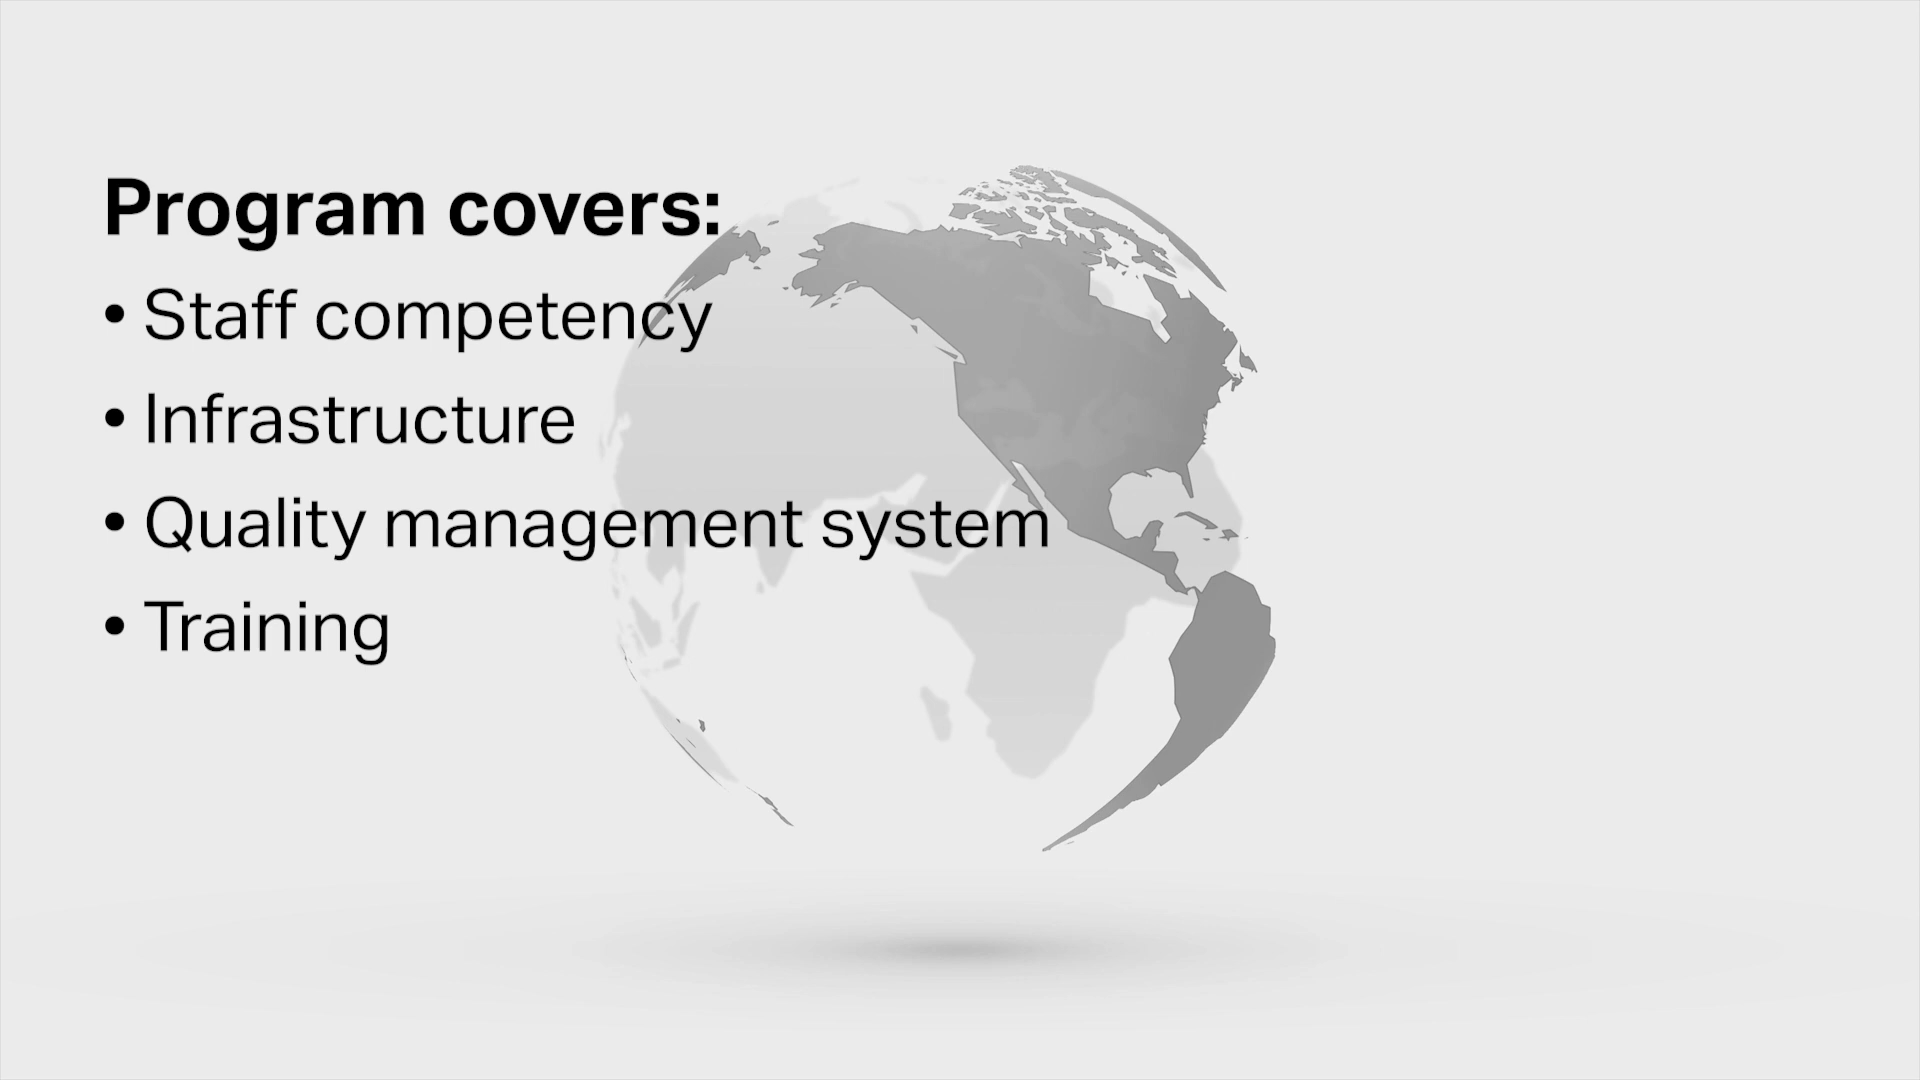 Program covers:
• Staff competency
• Infrastructure
• Quality management system
• Training